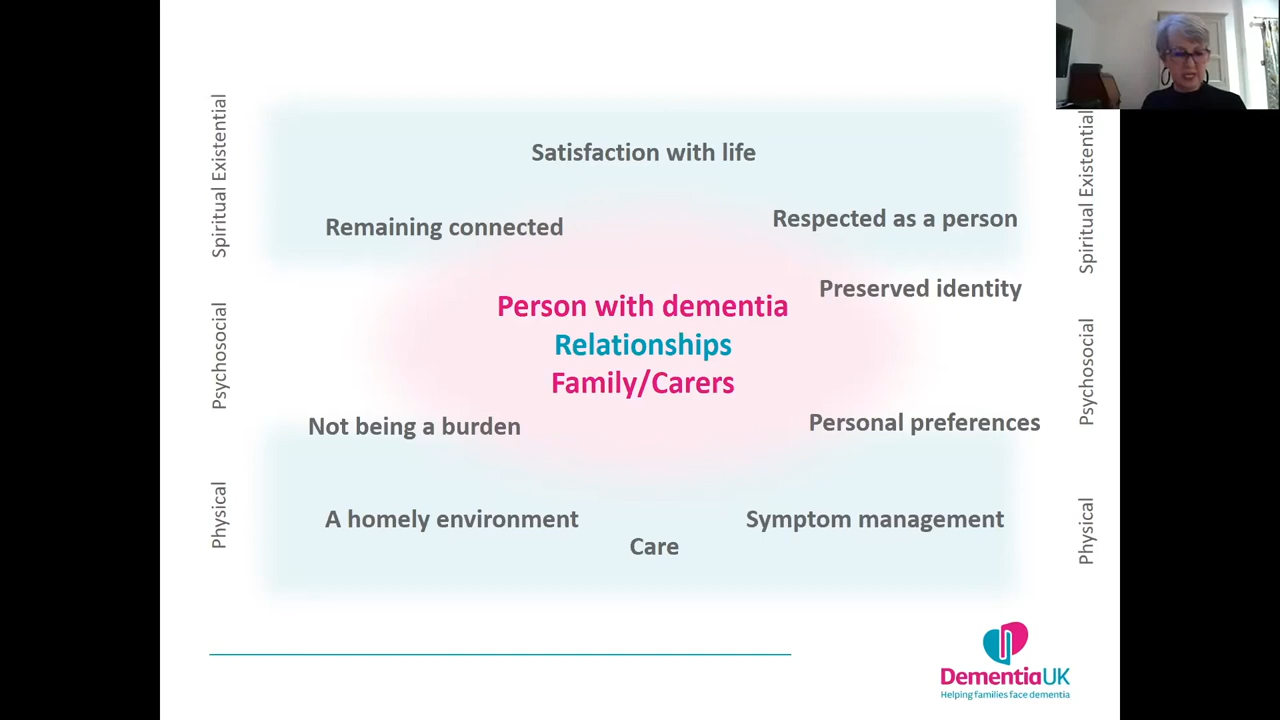 Spiritual Existential
Spiritual Existential
Satisfaction with life
Remaining connected
Respected as a person
Preserved identity
Person with dementia
Relationships
Family/Carers
Psychosocial
Psychosocial
Not being a burden
Personal preferences
Physical
Physical
A homely environment
Symptom management
Care
DementiaUK
Helping families face dementia